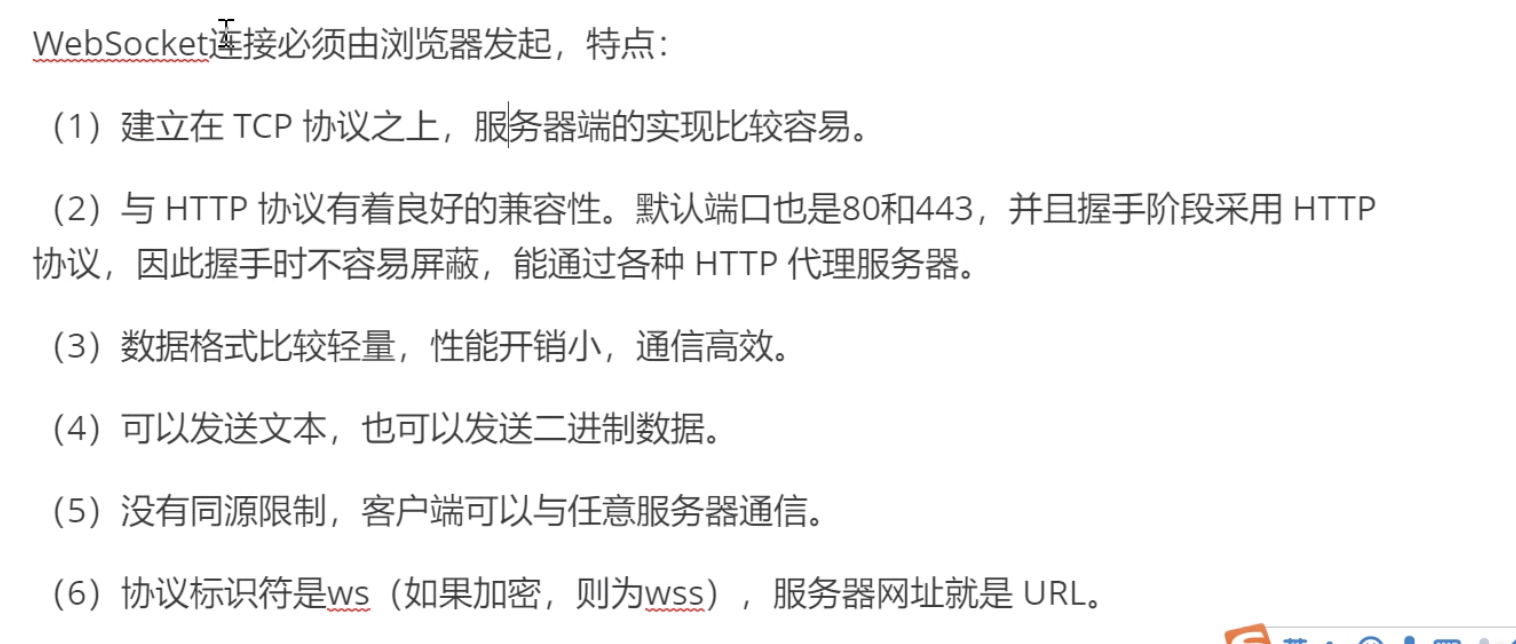 WebSocket连接必须由浏览器发起，特点：
（1）建立在 TCP 协议之上，服务器端的实现比较容易。
（2）与 HTTP 协议有着良好的兼容性。默认端口也是80和443，并且握手阶段采用 HTTP
协议，因此握手时不容易屏蔽，能通过各种 HTTP 代理服务器。
（3）数据格式比较轻量，性能开销小，通信高效。
（4）可以发送文本，也可以发送二进制数据。
（5）没有同源限制，客户端可以与任意服务器通信。
（6）协议标识符是ws（如果加密，则为wss），服务器网址就是 URL。